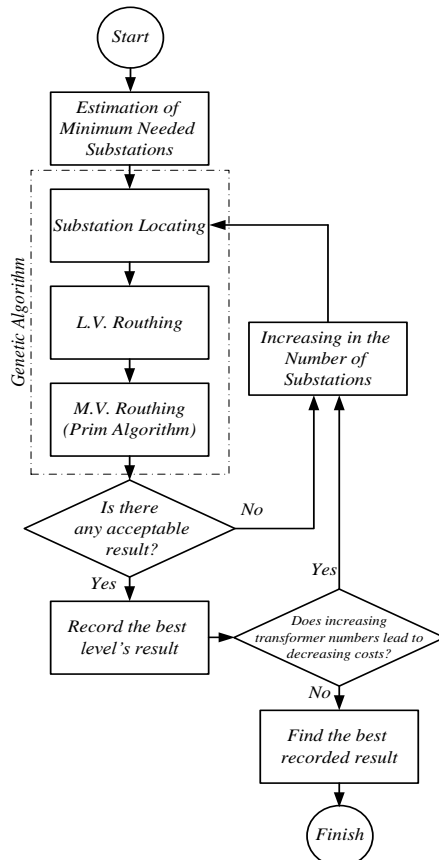 Start
Estimation of
Minimum Needed
Substations
Genetic Algorithm
Substation Locating
L.V. Routhing
M.V. Routhing
(Prim Algorithm)
Increasing in the
Number of
Substations
Is there
any acceptable
result?
No
Yes
Record the best
level's result
Does increasing
transformer numbers lead to
decreasing costs?
Yes
No
Find the best
recorded result
Finish